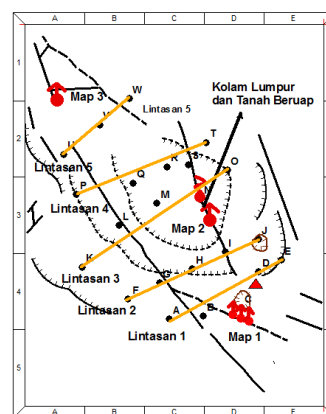 A B C D E
1
Map 3
W
Lintasan 5
V
Kolam Lumpur
dan Tanah Beruap
2
U
T
R S
Lintasan 5
O
P
Q
N
Lintasan 4
M
3
L
Map 2
J
I
E
K
H
D
Lintasan 3
G
4
F
C
Lintasan 2
A
B
Lintasan 1
Map 1
5
A B C D E